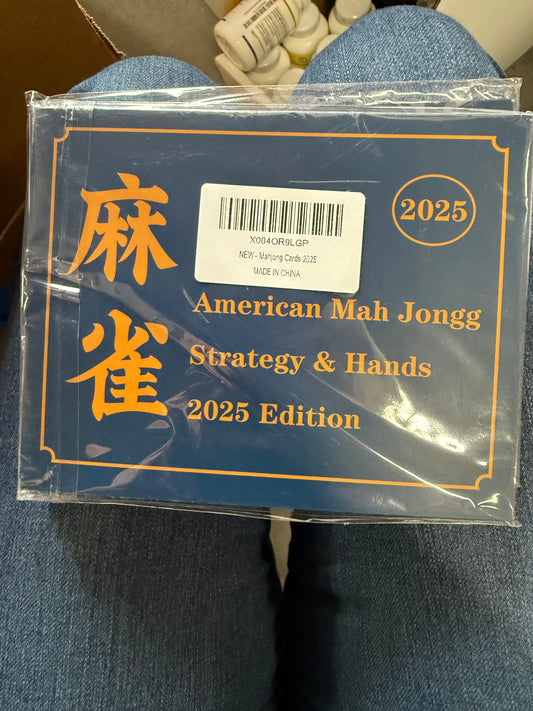 麻雀
2025
X004OR9LGP
NEW - Mahjong Cards 2025
MADE IN CHINA
American Mah Jongg
Strategy & Hands
2025 Edition